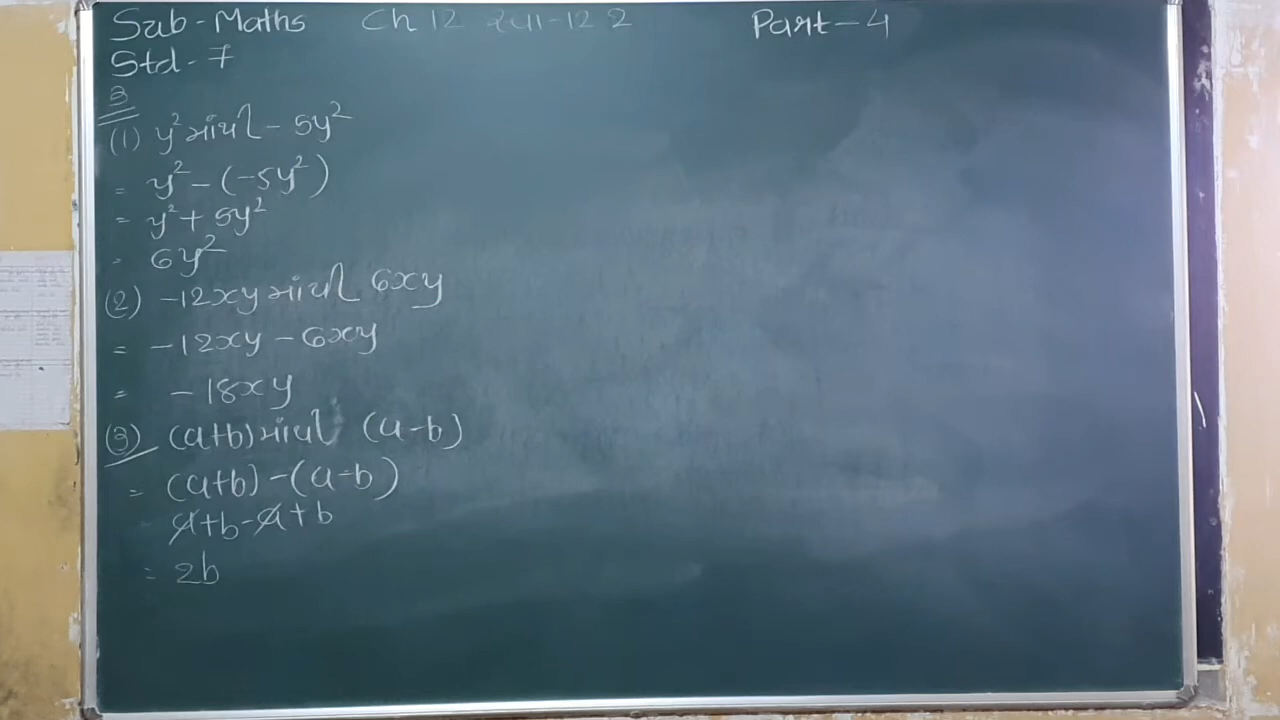 Sub-Maths Ch 12 સ્વા-12 2 Part-4
Std-7
3
(1) y² માંથી - 5y²
= y² - (-5y²)
= y² + 5y²
= 6y²
(2) -12xy માંથી 6xy
= -12xy - 6xy
= -18xy
(3) (a+b) માંથી (a-b)
= (a+b)-(a-b)
a+b-a+b
= 2b